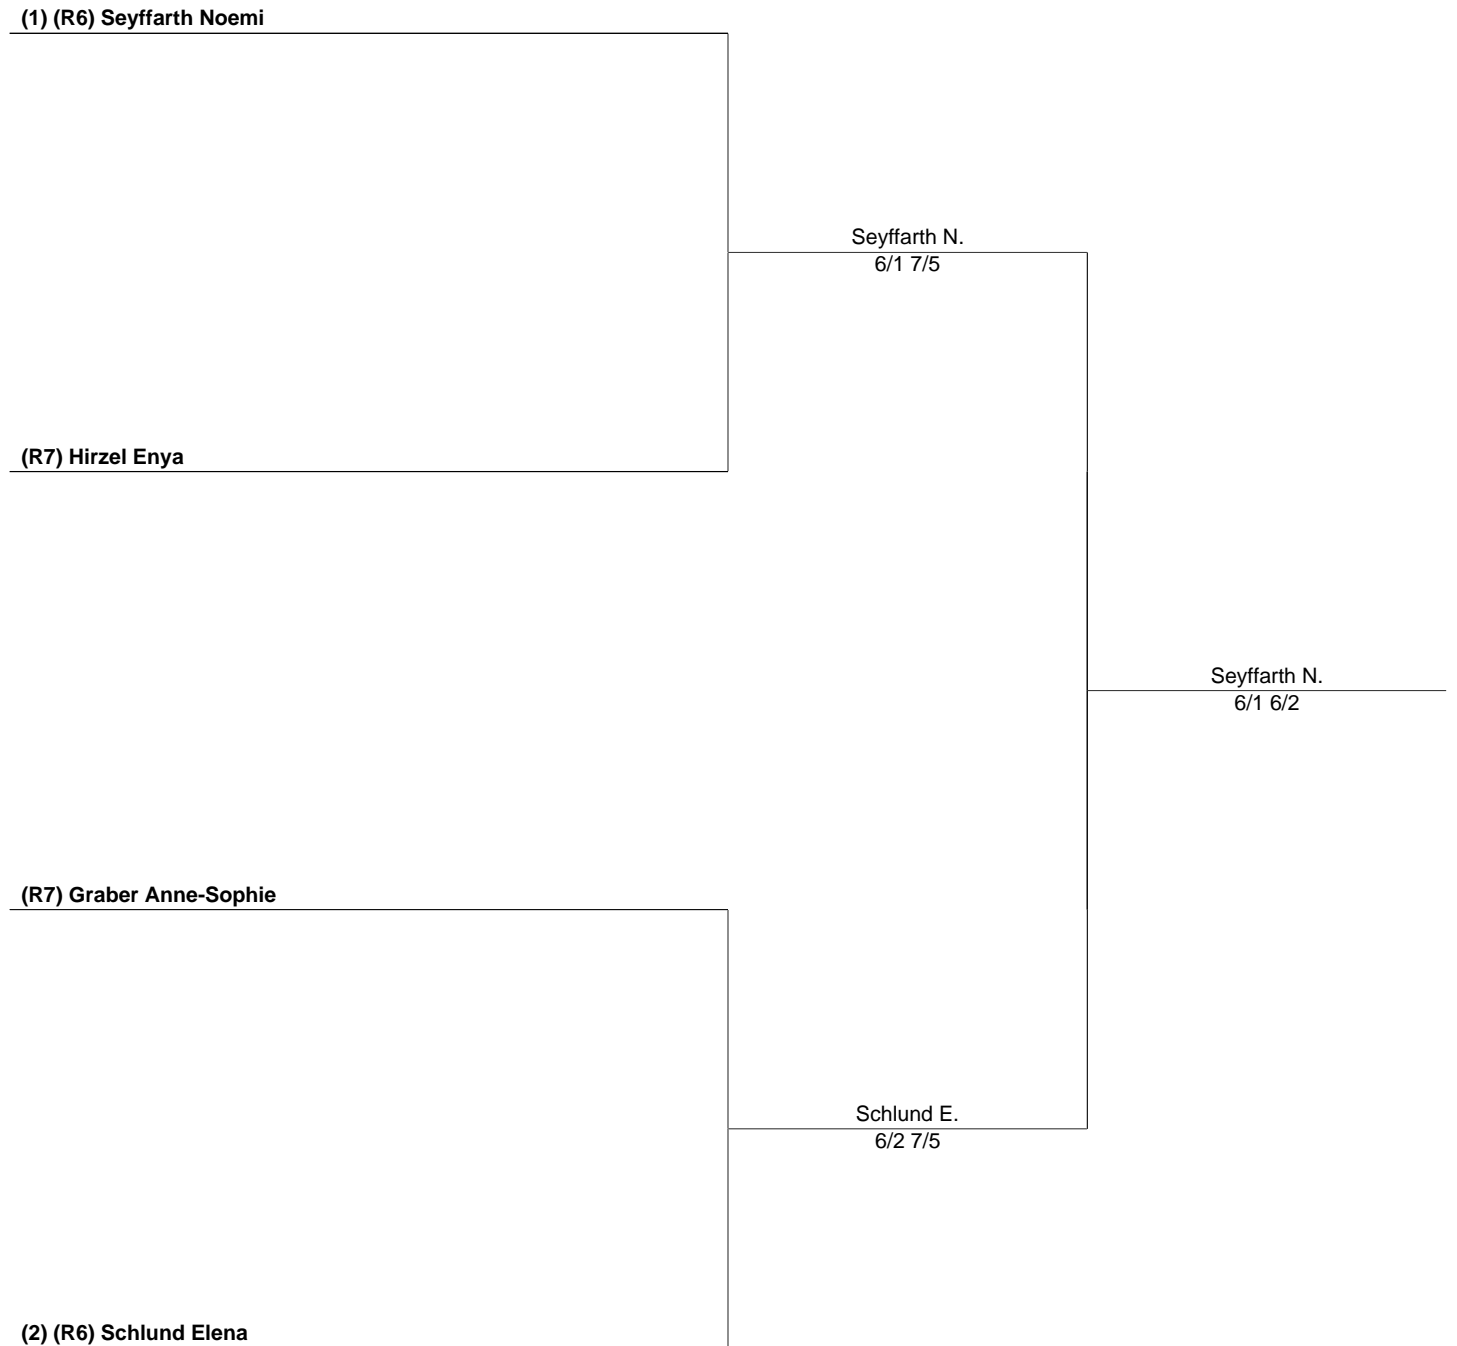 (1) (R6) Seyffarth Noemi
Seyffarth N.
6/1 7/5
(R7) Hirzel Enya
Seyffarth N.
6/1 6/2
(R7) Graber Anne-Sophie
Schlund E.
6/2 7/5
(2) (R6) Schlund Elena